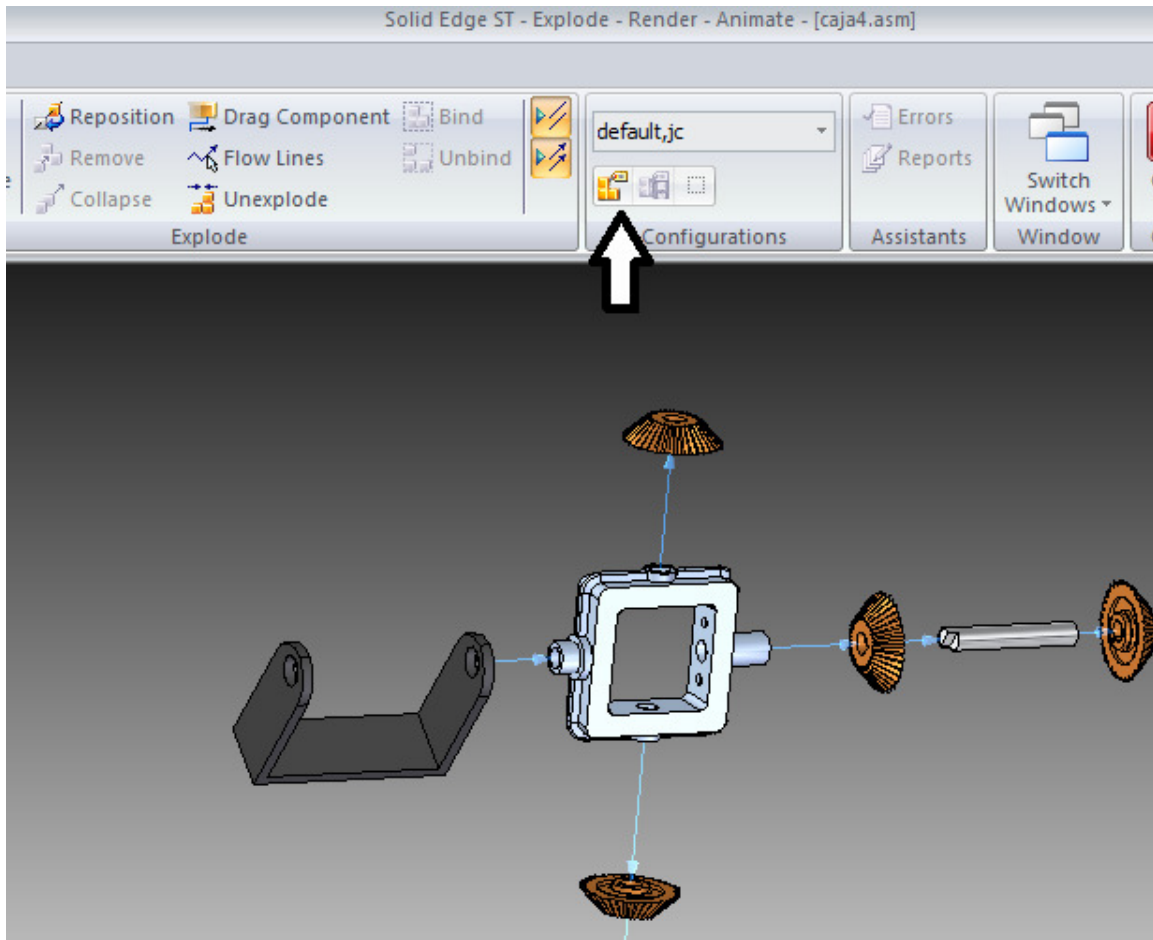 Solid Edge ST - Explode - Render - Animate - [caja4.asm]
Reposition Drag Component Bind
Remove Flow Lines Unbind
Collapse Unexplode
Explode
default,jc
Configurations
Errors
Reports
Assistants
Switch
Windows
Window